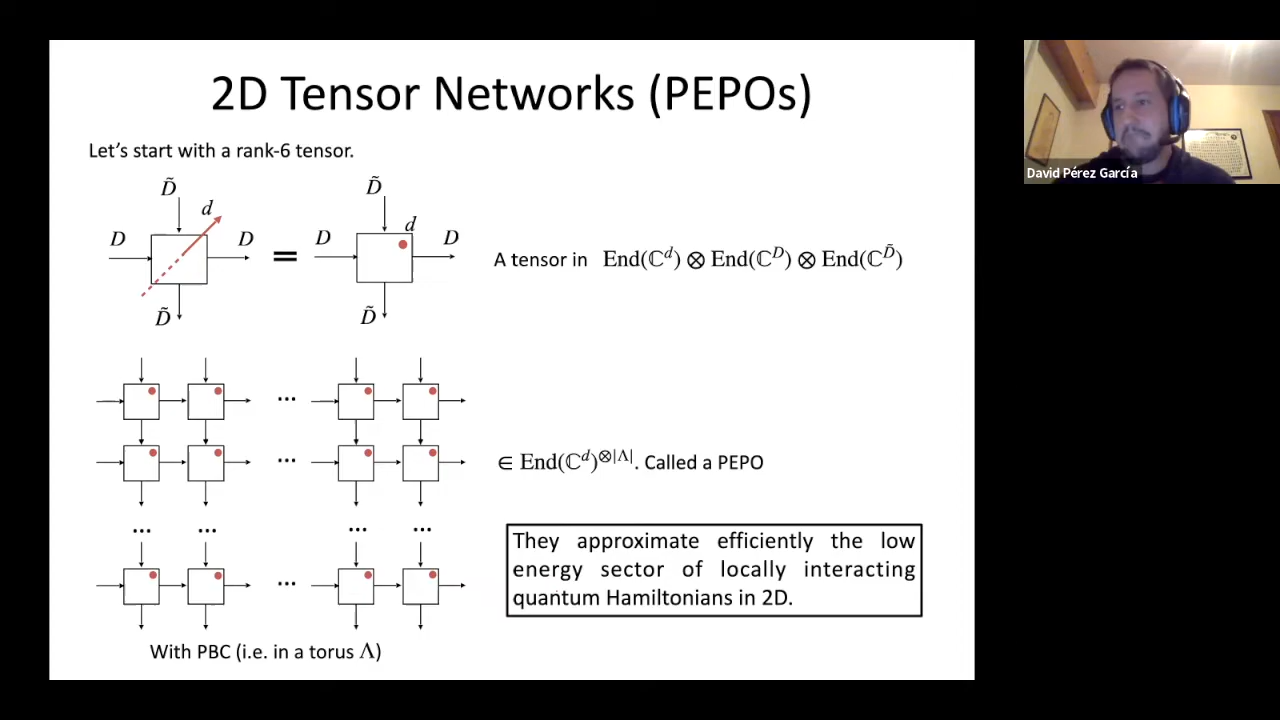 2D Tensor Networks (PEPOs)
Let's start with a rank-6 tensor.
D̃ d D D D̃
=
D̃ d D D D̃
A tensor in End(ℂ^d) ⊗ End(ℂ^D) ⊗ End(ℂ^D̃)
...
...
∈ End(ℂ^d)^⊗|Λ|. Called a PEPO
... ... ... ...
...
They approximate efficiently the low
energy sector of locally interacting
quantum Hamiltonians in 2D.
With PBC (i.e. in a torus Λ)
David Pérez García